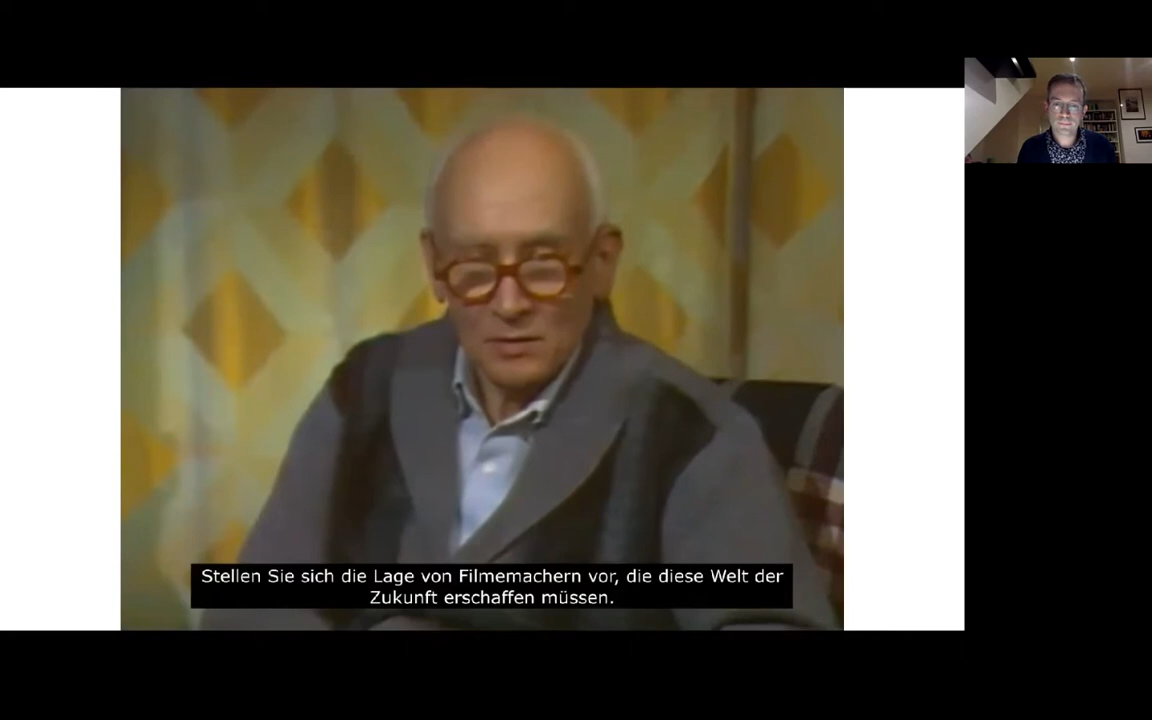 Stellen Sie sich die Lage von Filmemachern vor, die diese Welt der
Zukunft erschaffen müssen.